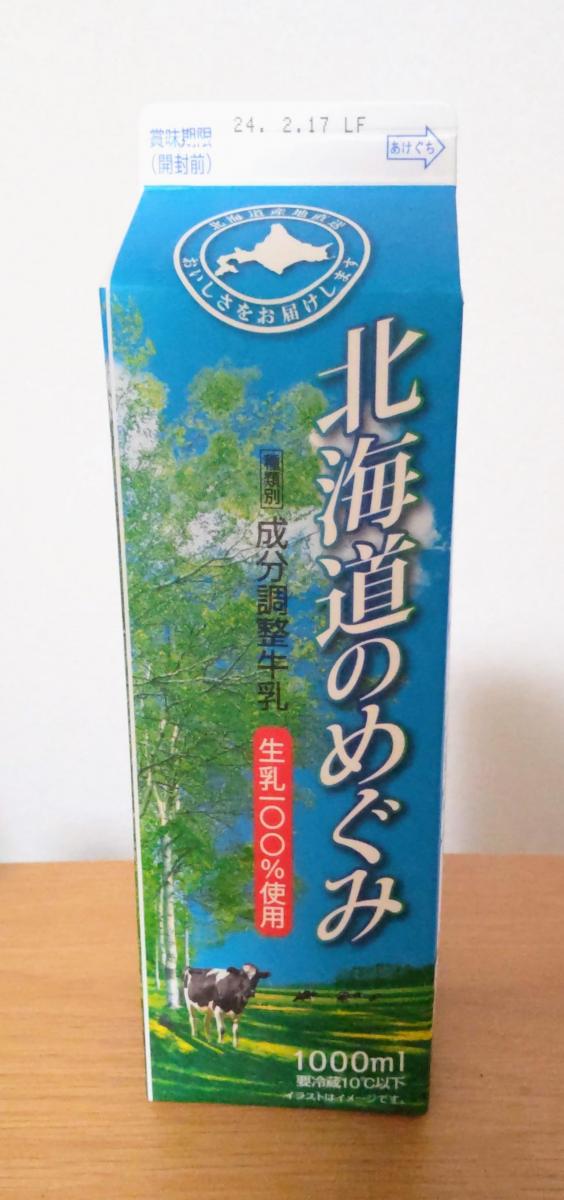 賞味期限
(開封前)
24. 2.17 LF
あけぐち
北海道産地直送
おいしさをお届けします
北海道のめぐみ
種類別
成分調整牛乳
生乳一〇〇%使用
1000ml
要冷蔵10℃以下
イラストはイメージです。